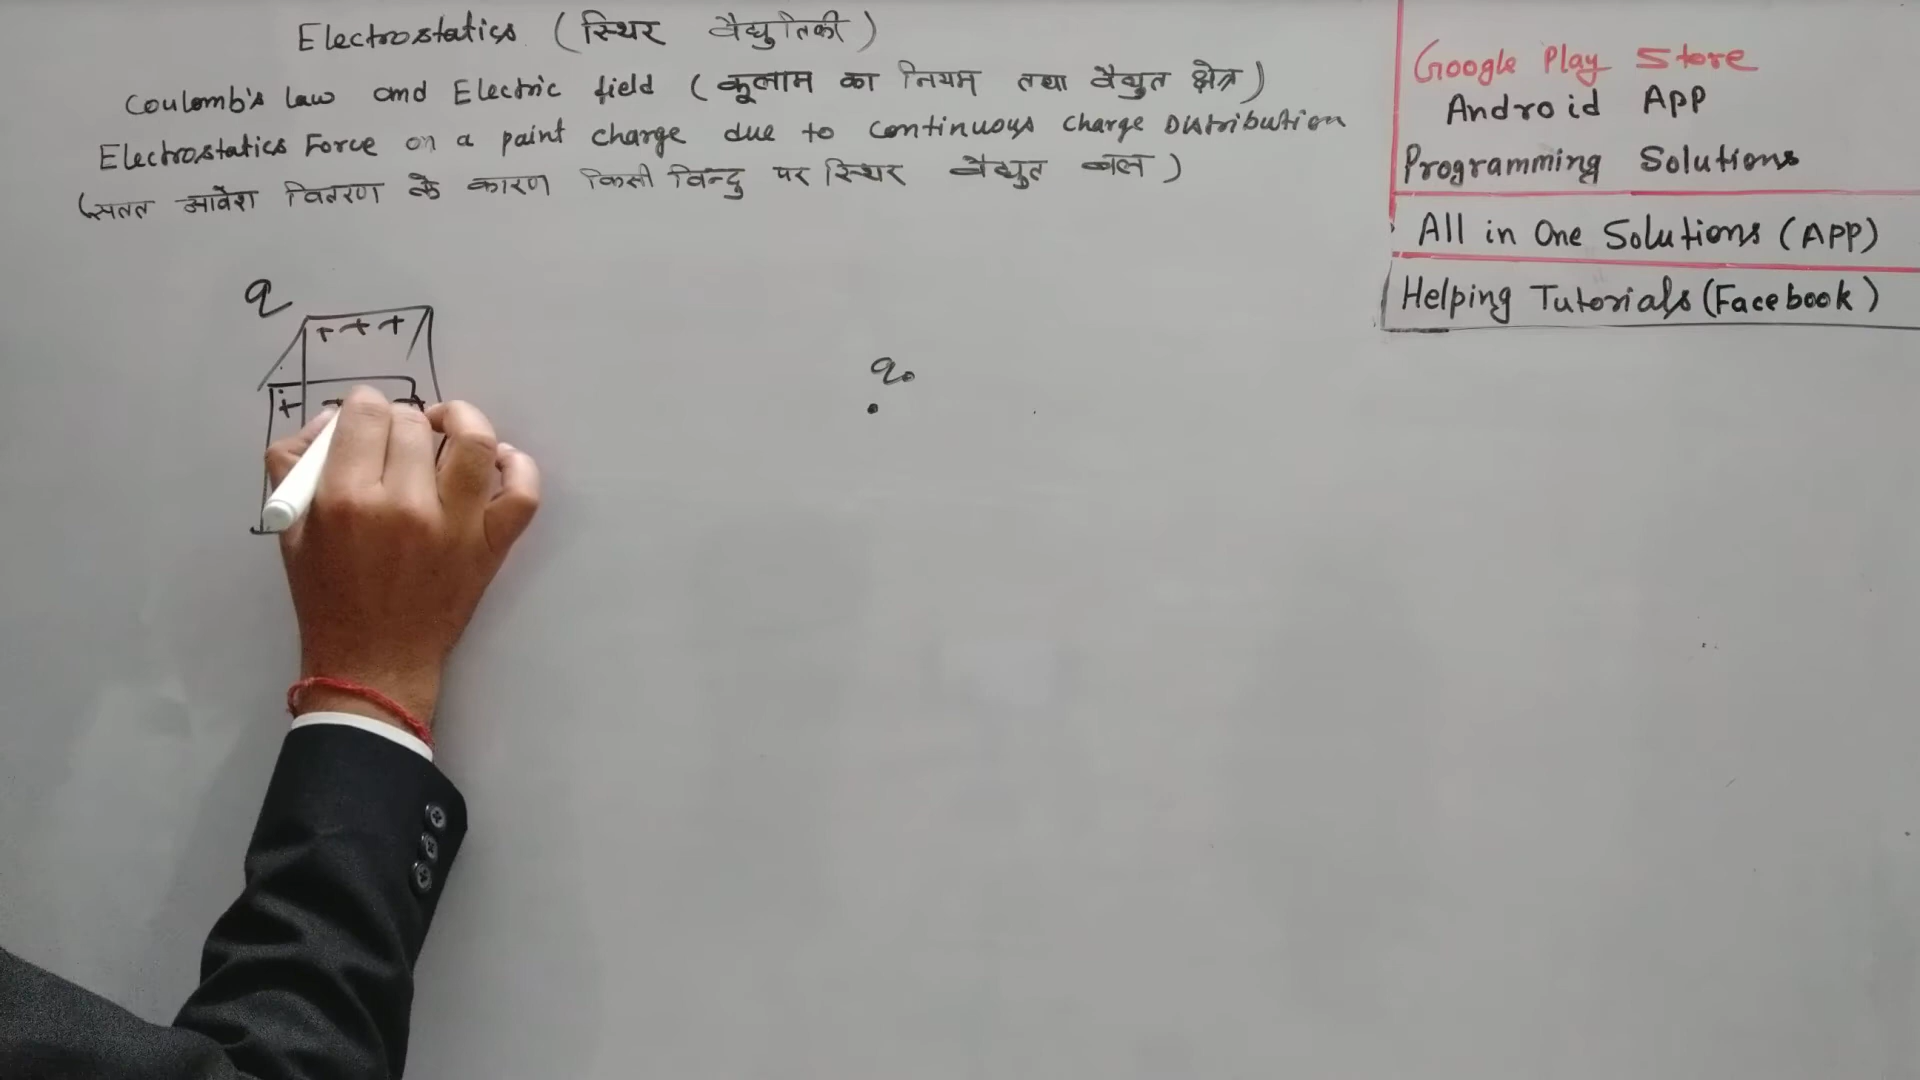 Electrostatics (स्थिर वैद्युतिकी)
Coulomb's law and Electric field (कूलाम का नियम तथा वैद्युत क्षेत्र)
Electrostatics Force on a paint charge due to continuous charge Distribution
(सतत आवेश वितरण के कारण किसी विन्दु पर स्थिर वैद्युत बल)
Google Play Store
Android App
Programming Solutions
All in One Solutions (APP)
Helping Tutorials (Facebook)
q
+ + +
+
q₀